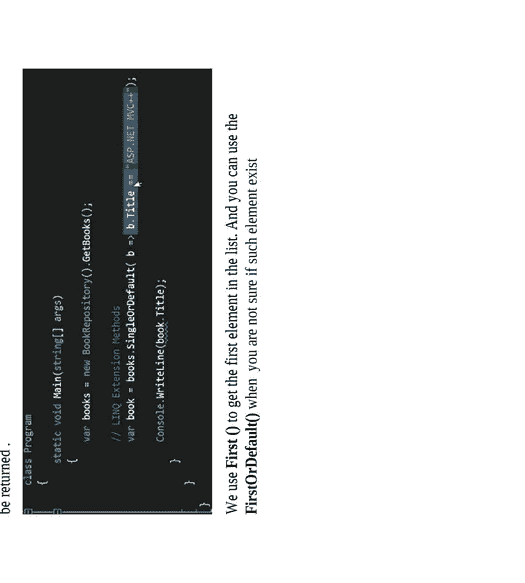 be returned .
class Program
{
static void Main(string[] args)
{
var books = new BookRepository().GetBooks();
// LINQ Extension Methods
var book = books.SingleOrDefault( b => b.Title == "ASP.NET MVC++");
Console.WriteLine(book.Title);
}
}
}
We use First () to get the first element in the list. And you can use the
FirstOrDefault() when you are not sure if such element exist